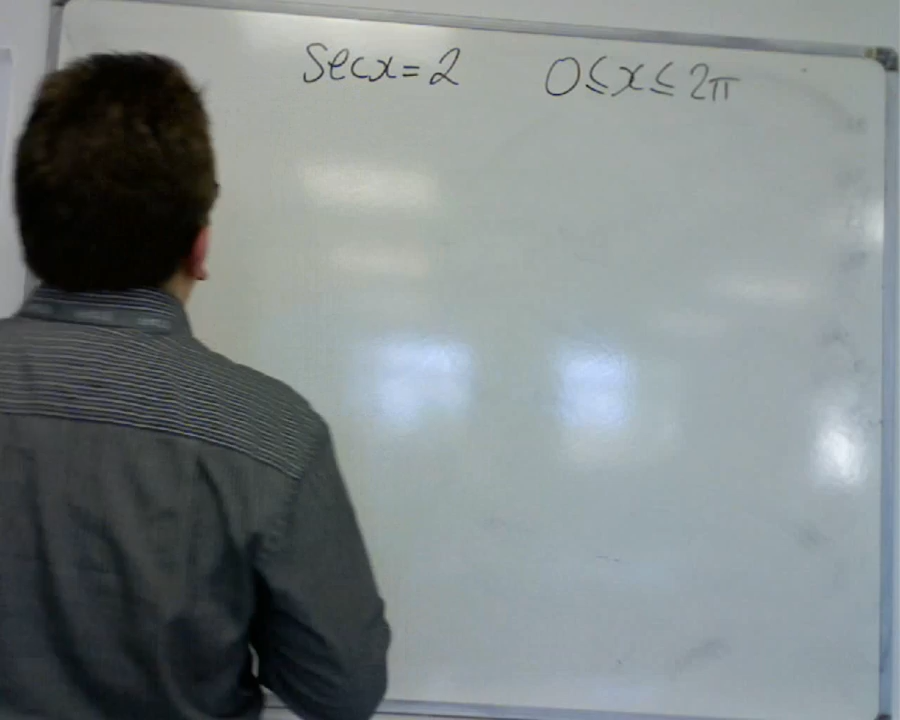 Secx = 2 0 ≤ x ≤ 2π